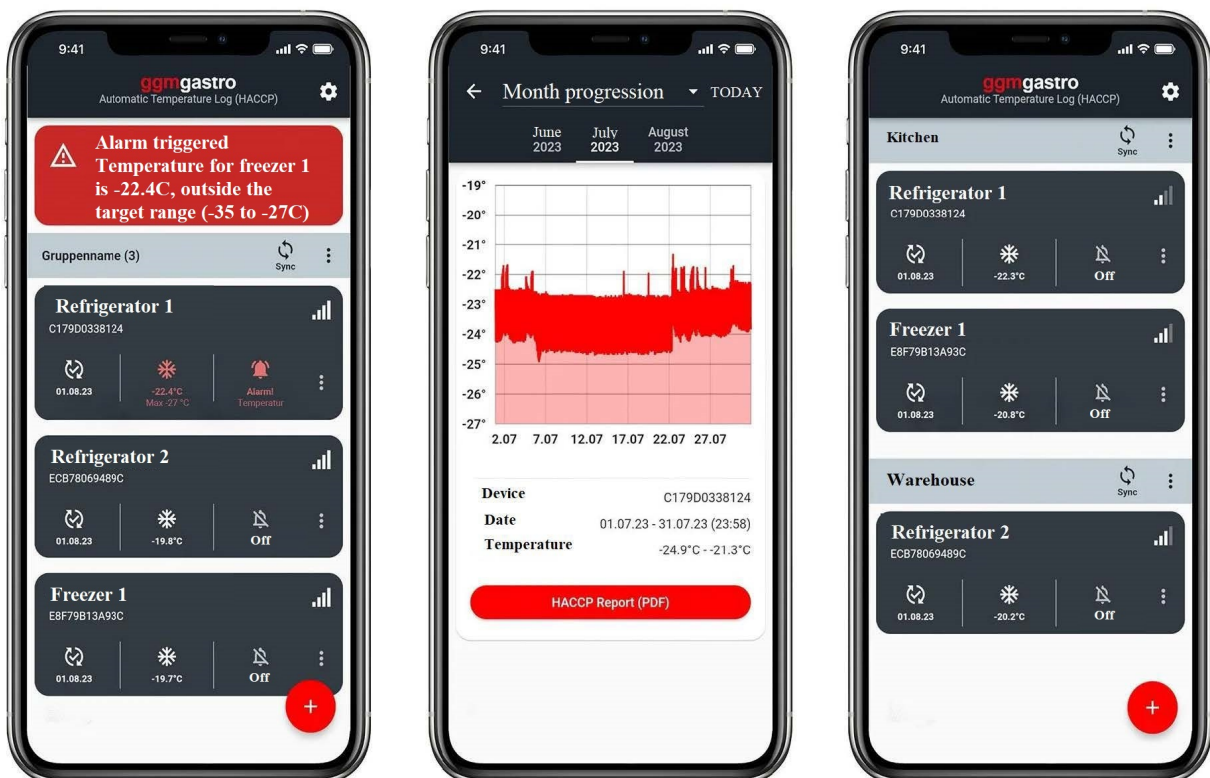 9:41
ggmgastro
Automatic Temperature Log (HACCP)
Alarm triggered
Temperature for freezer 1
is -22.4C, outside the
target range (-35 to -27C)
Gruppenname (3)
Sync
Refrigerator 1
C179D0338124
01.08.23
-22.4°C
Max -27 °C
Alarm!
Temperatur
Refrigerator 2
ECB78069489C
01.08.23
-19.8°C
Off
Freezer 1
E8F79B13A93C
01.08.23
-19.7°C
Off
+
9:41
Month progression
TODAY
June
2023
July
2023
August
2023
-19°
-20°
-21°
-22°
-23°
-24°
-25°
-26°
-27°
2.07 7.07 12.07 17.07 22.07 27.07
Device C179D0338124
Date 01.07.23 - 31.07.23 (23:58)
Temperature -24.9°C - -21.3°C
HACCP Report (PDF)
9:41
ggmgastro
Automatic Temperature Log (HACCP)
Kitchen
Sync
Refrigerator 1
C179D0338124
01.08.23
-22.3°C
Off
Freezer 1
E8F79B13A93C
01.08.23
-20.8°C
Off
Warehouse
Sync
Refrigerator 2
ECB78069489C
01.08.23
-20.2°C
Off
+